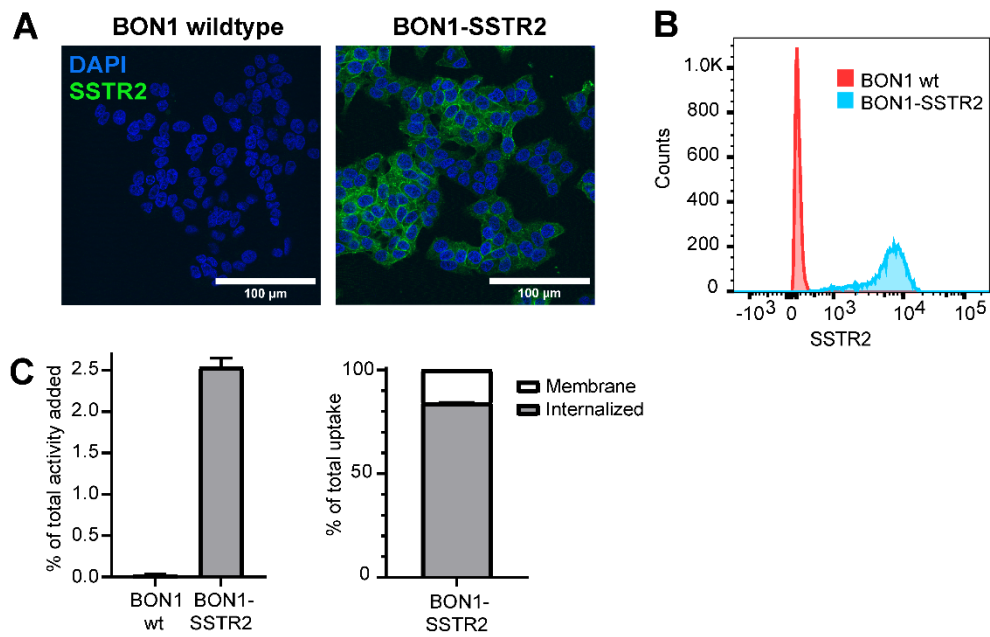 A
BON1 wildtype
BON1-SSTR2
DAPI
SSTR2
100 µm
100 µm
B
1.0K
800
600
400
200
0
Counts
BON1 wt
BON1-SSTR2
-10³ 0 10³ 10⁴ 10⁵
SSTR2
C
% of total activity added
2.5
2.0
1.5
1.0
0.5
0.0
BON1 wt
BON1-SSTR2
% of total uptake
100
50
0
BON1-SSTR2
Membrane
Internalized